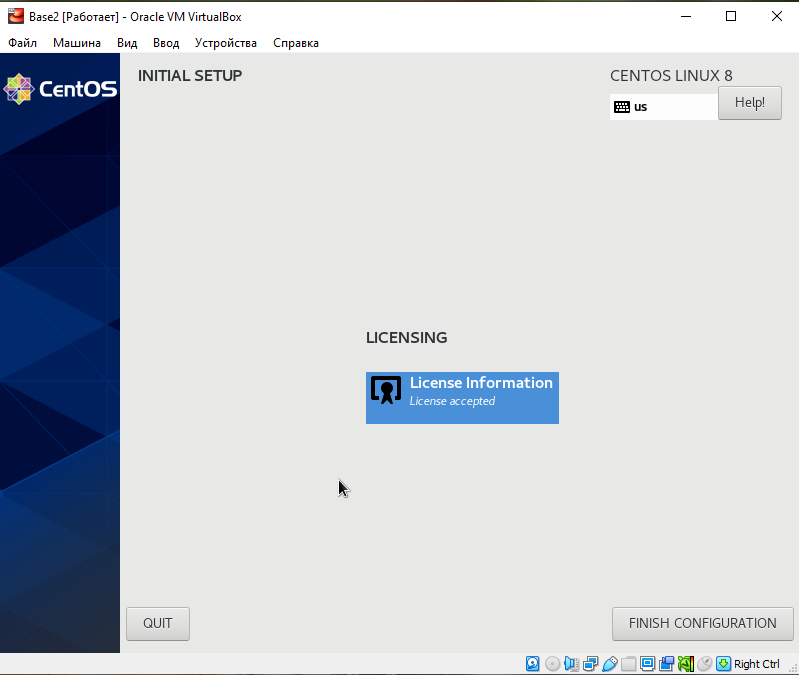 Base2 [Работает] - Oracle VM VirtualBox
Файл Машина Вид Ввод Устройства Справка
CentOS
INITIAL SETUP
CENTOS LINUX 8
us
Help!
LICENSING
License Information
License accepted
QUIT
FINISH CONFIGURATION
Right Ctrl